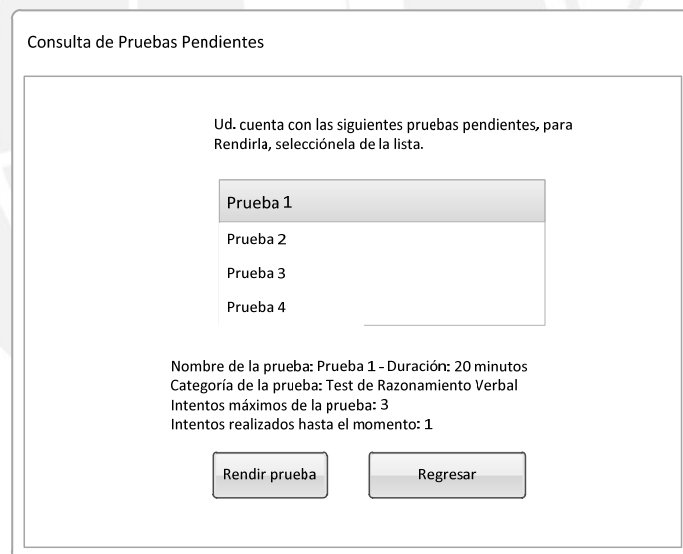 Consulta de Pruebas Pendientes
Ud. cuenta con las siguientes pruebas pendientes, para
Rendirla, selecciónela de la lista.
Prueba 1
Prueba 2
Prueba 3
Prueba 4
Nombre de la prueba: Prueba 1 - Duración: 20 minutos
Categoría de la prueba: Test de Razonamiento Verbal
Intentos máximos de la prueba: 3
Intentos realizados hasta el momento: 1
Rendir prueba
Regresar